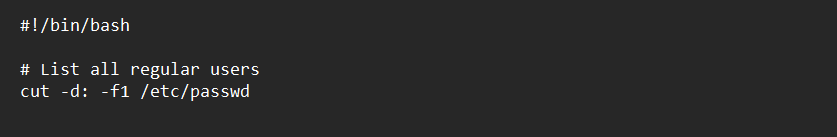 #!/bin/bash
# List all regular users
cut -d: -f1 /etc/passwd